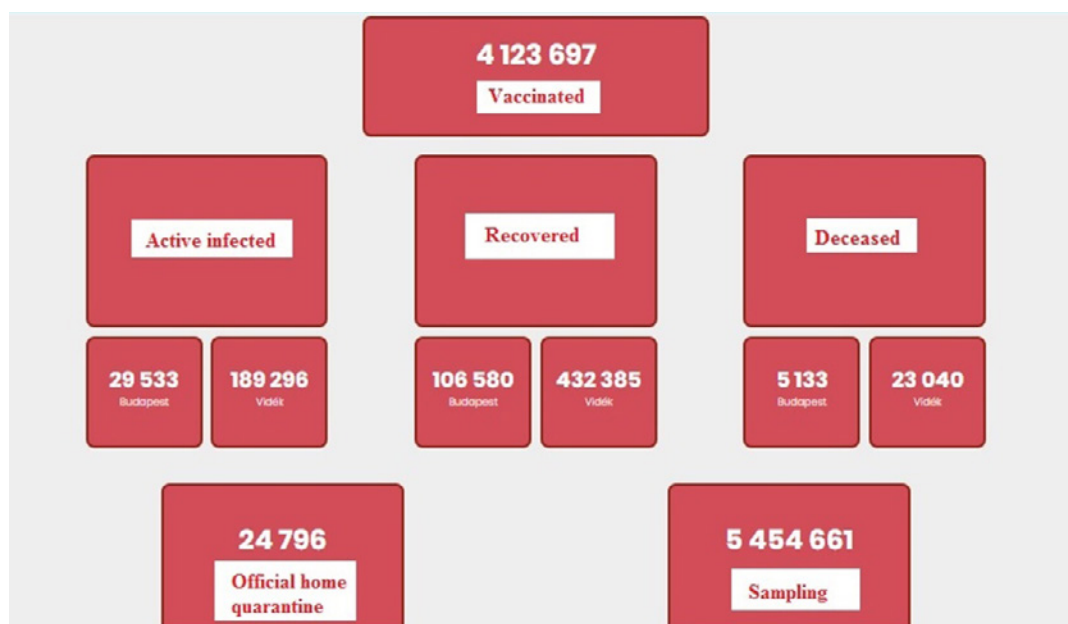 4 123 697
Vaccinated
Active infected
Recovered
Deceased
29 533
Budapest
189 296
Vidék
106 580
Budapest
432 385
Vidék
5 133
Budapest
23 040
Vidék
24 796
Official home
quarantine
5 454 661
Sampling